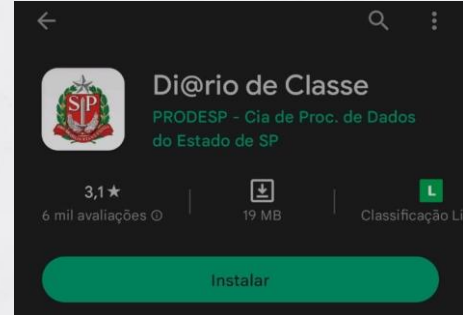 SP
Di@rio de Classe
PRODESP - Cia de Proc. de Dados
do Estado de SP
3,1★
6 mil avaliações
19 MB
L
Classificação Li
Instalar